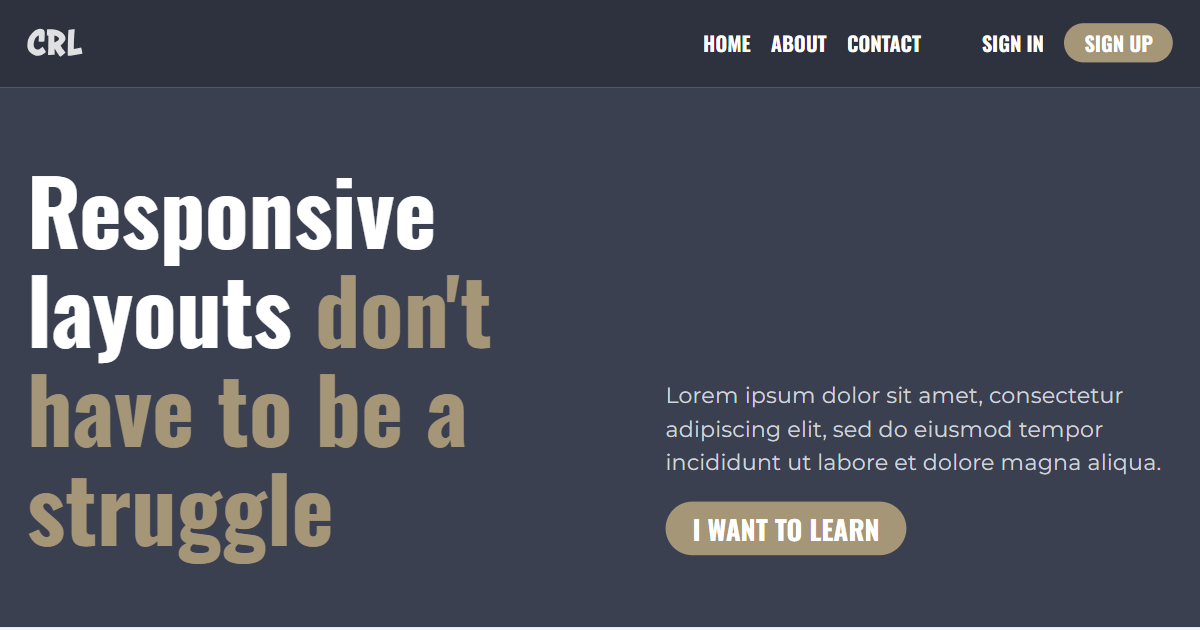 CRL
HOME ABOUT CONTACT SIGN IN SIGN UP
Responsive
layouts don't
have to be a
struggle
Lorem ipsum dolor sit amet, consectetur
adipiscing elit, sed do eiusmod tempor
incididunt ut labore et dolore magna aliqua.
I WANT TO LEARN